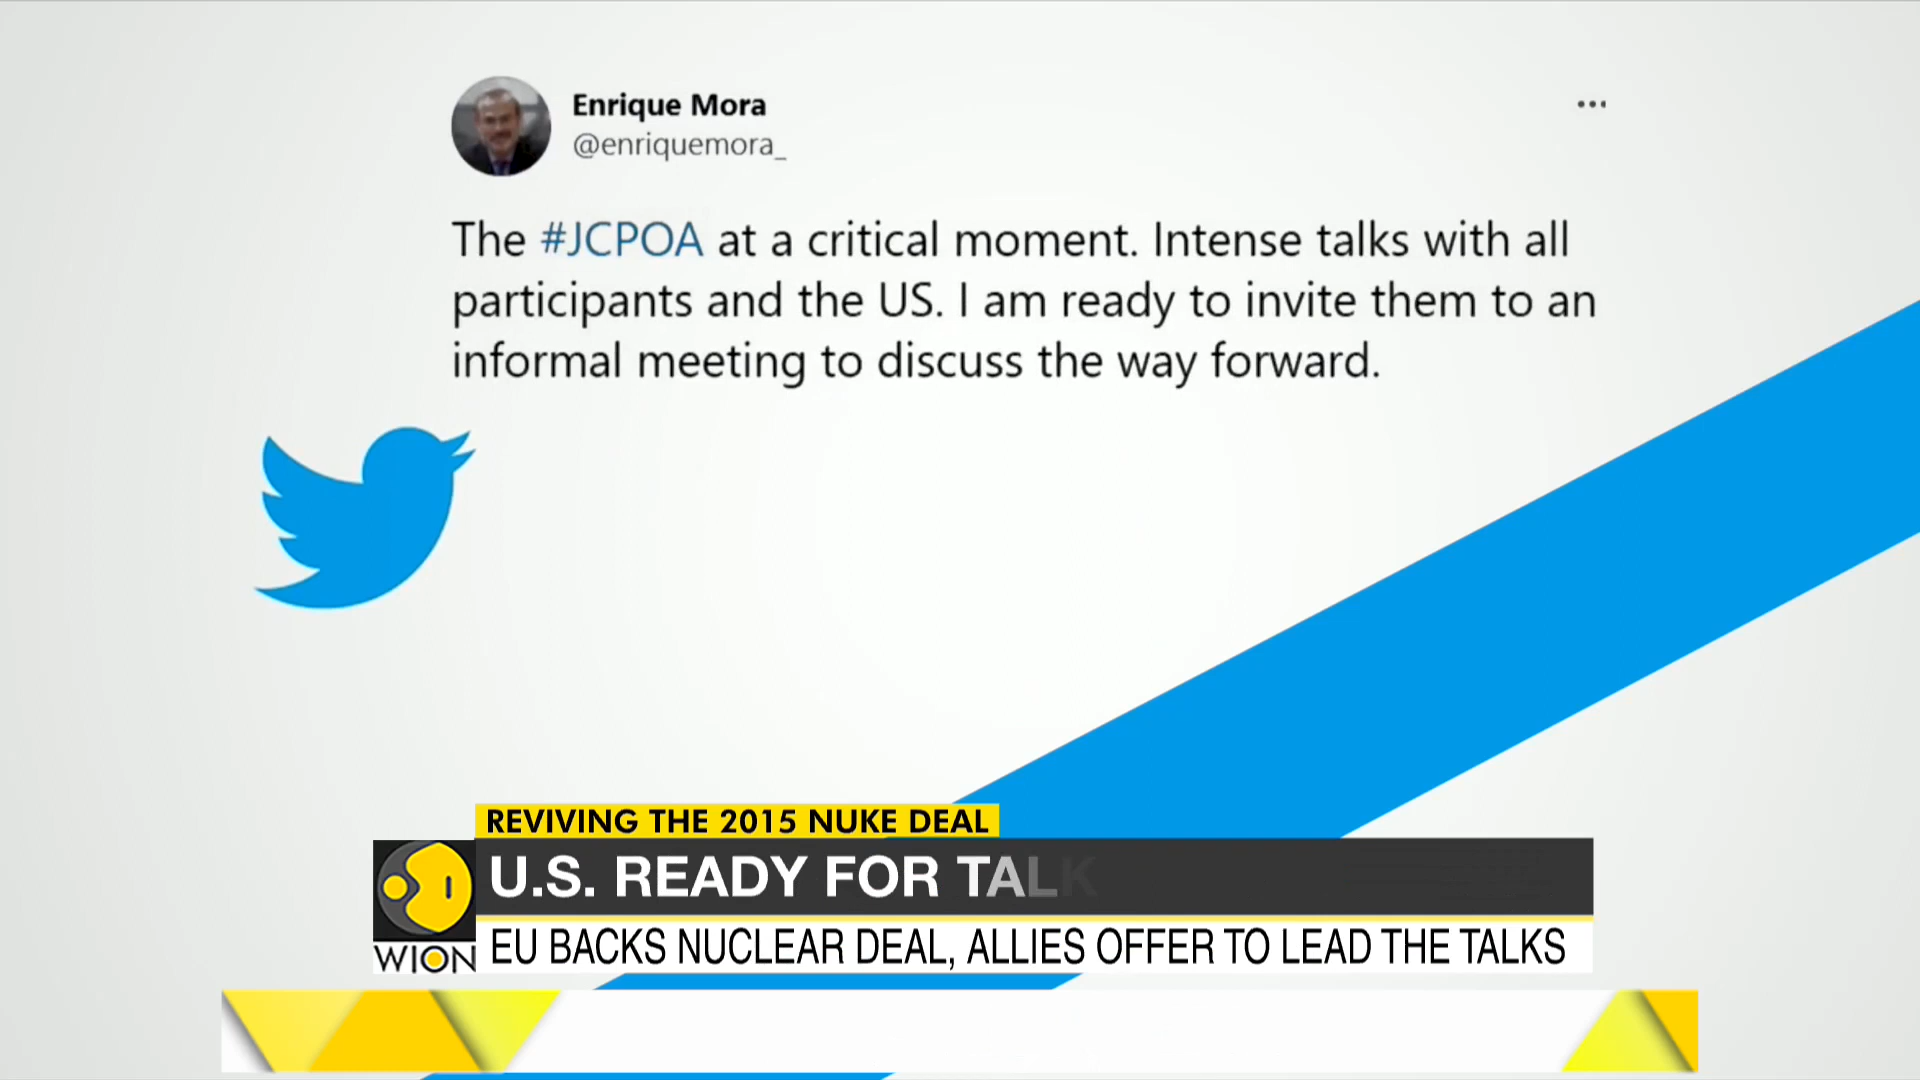 Enrique Mora
@enriquemora_
The #JCPOA at a critical moment. Intense talks with all
participants and the US. I am ready to invite them to an
informal meeting to discuss the way forward.
REVIVING THE 2015 NUKE DEAL
U.S. READY FOR TALK
WION
EU BACKS NUCLEAR DEAL, ALLIES OFFER TO LEAD THE TALKS